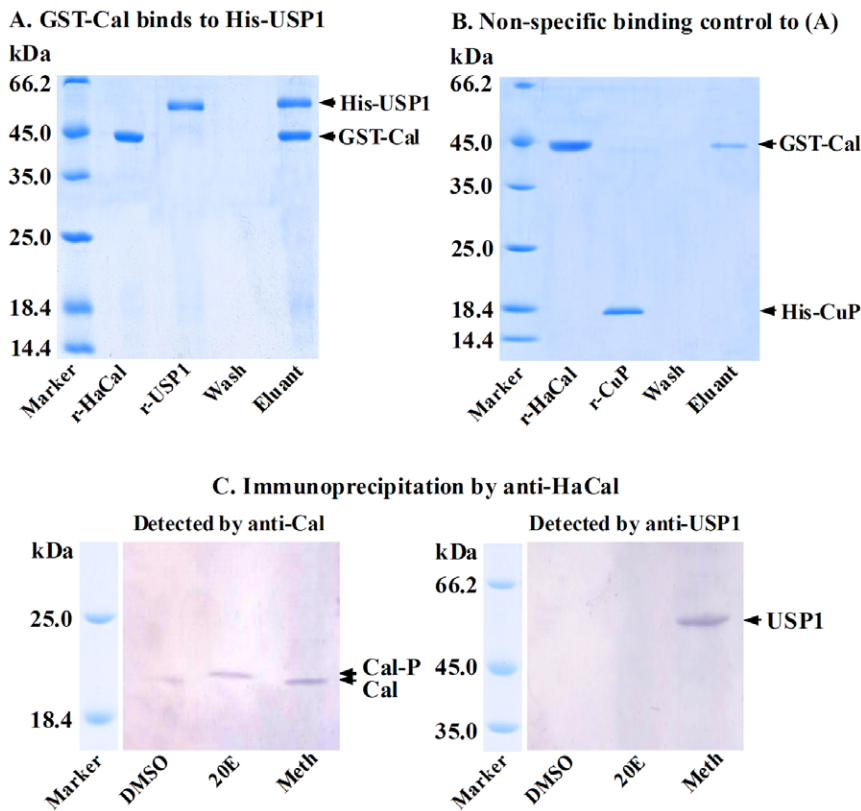 A. GST-Cal binds to His-USP1
kDa
66.2
45.0
35.0
25.0
18.4
14.4
His-USP1
GST-Cal
Marker
r-HaCal
r-USP1
Wash
Eluant
B. Non-specific binding control to (A)
kDa
66.2
45.0
35.0
25.0
18.4
14.4
GST-Cal
His-CuP
Marker
r-HaCal
r-CuP
Wash
Eluant
C. Immunoprecipitation by anti-HaCal
Detected by anti-Cal
kDa
25.0
18.4
Cal-P
Cal
Marker
DMSO
20E
Meth
Detected by anti-USP1
kDa
66.2
45.0
35.0
USP1
Marker
DMSO
20E
Meth